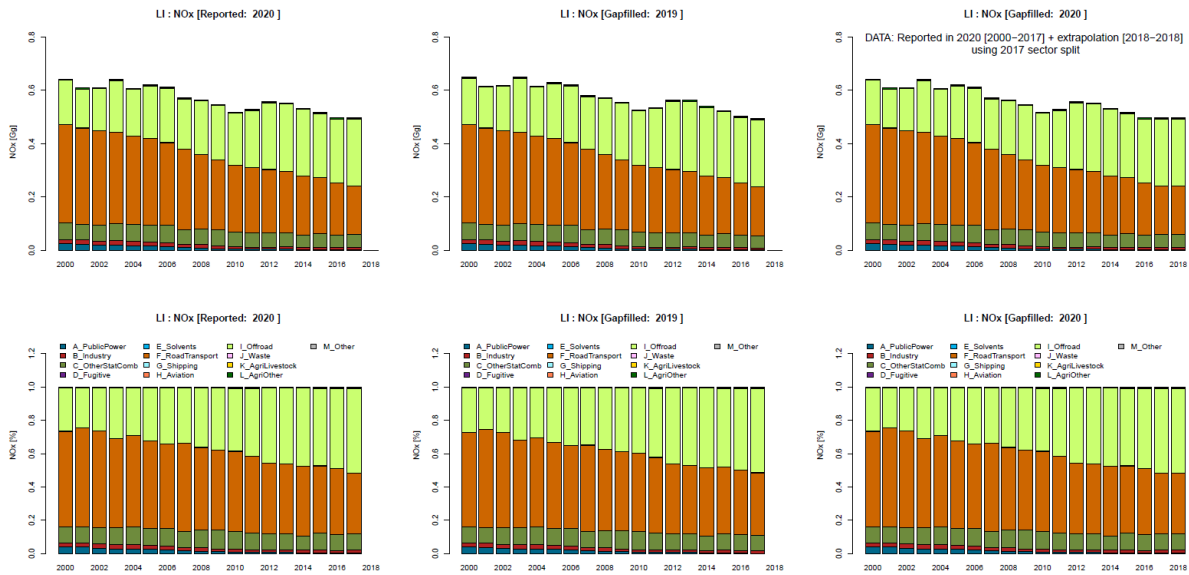 LI : NOx [Reported: 2020 ]
NOx [Gg]
0.8
0.6
0.4
0.2
0.0
2000 2002 2004 2006 2008 2010 2012 2014 2016 2018
LI : NOx [Gapfilled: 2019 ]
NOx [Gg]
0.8
0.6
0.4
0.2
0.0
2000 2002 2004 2006 2008 2010 2012 2014 2016 2018
LI : NOx [Gapfilled: 2020 ]
DATA: Reported in 2020 [2000−2017] + extrapolation [2018−2018]
using 2017 sector split
NOx [Gg]
0.8
0.6
0.4
0.2
0.0
2000 2002 2004 2006 2008 2010 2012 2014 2016 2018
LI : NOx [Reported: 2020 ]
A_PublicPower E_Solvents I_Offroad M_Other
B_Industry F_RoadTransport J_Waste
C_OtherStatComb G_Shipping K_AgriLivestock
D_Fugitive H_Aviation L_AgriOther
NOx [%]
1.2
1.0
0.8
0.6
0.4
0.2
0.0
2000 2002 2004 2006 2008 2010 2012 2014 2016 2018
LI : NOx [Gapfilled: 2019 ]
A_PublicPower E_Solvents I_Offroad M_Other
B_Industry F_RoadTransport J_Waste
C_OtherStatComb G_Shipping K_AgriLivestock
D_Fugitive H_Aviation L_AgriOther
NOx [%]
1.2
1.0
0.8
0.6
0.4
0.2
0.0
2000 2002 2004 2006 2008 2010 2012 2014 2016 2018
LI : NOx [Gapfilled: 2020 ]
A_PublicPower E_Solvents I_Offroad M_Other
B_Industry F_RoadTransport J_Waste
C_OtherStatComb G_Shipping K_AgriLivestock
D_Fugitive H_Aviation L_AgriOther
NOx [%]
1.2
1.0
0.8
0.6
0.4
0.2
0.0
2000 2002 2004 2006 2008 2010 2012 2014 2016 2018